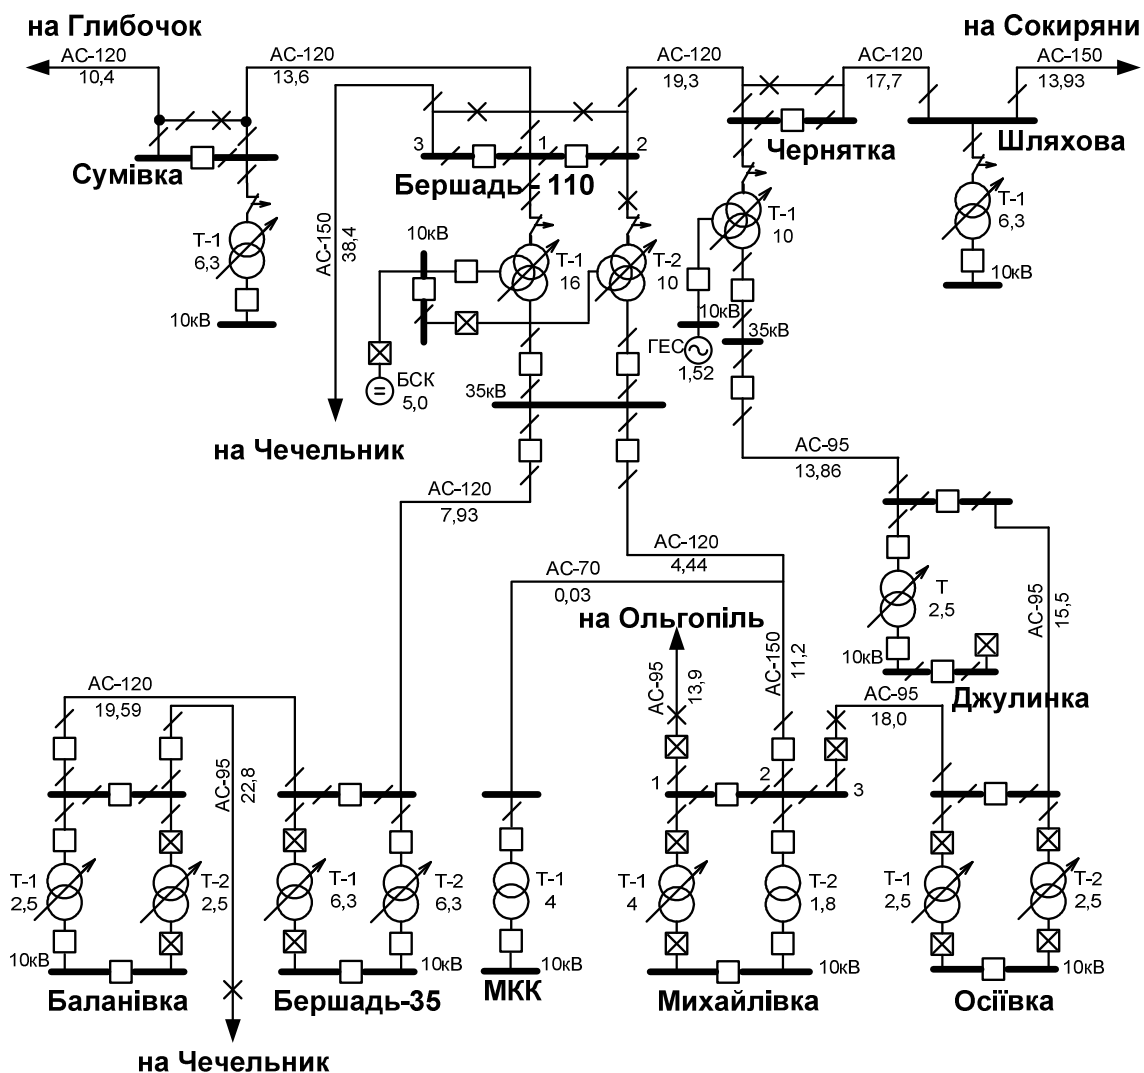 на Глибочок
на Сокиряни
АС-120
10,4
АС-120
13,6
АС-120
19,3
АС-120
17,7
АС-150
13,93
Сумівка
3
1
2
Бершадь - 110
Чернятка
Шляхова
АС-150
38,4
Т-1
6,3
10кВ
10кВ
Т-1
16
Т-2
10
Т-1
10
Т-1
6,3
10кВ
10кВ
35кВ
ГЕС
1,52
БСК
5,0
35кВ
на Чечельник
АС-95
13,86
АС-120
7,93
АС-120
4,44
АС-70
0,03
на Ольгопіль
АС-95
13,9
АС-150
11,2
Т
2,5
10кВ
Джулинка
АС-95
15,5
АС-95
18,0
АС-120
19,59
АС-95
22,8
1
2
3
Т-1
2,5
Т-2
2,5
Т-1
6,3
Т-2
6,3
Т-1
4
Т-1
4
Т-2
1,8
Т-1
2,5
Т-2
2,5
10кВ
10кВ
10кВ
10кВ
10кВ
Баланівка
Бершадь-35
МКК
Михайлівка
Осіївка
на Чечельник